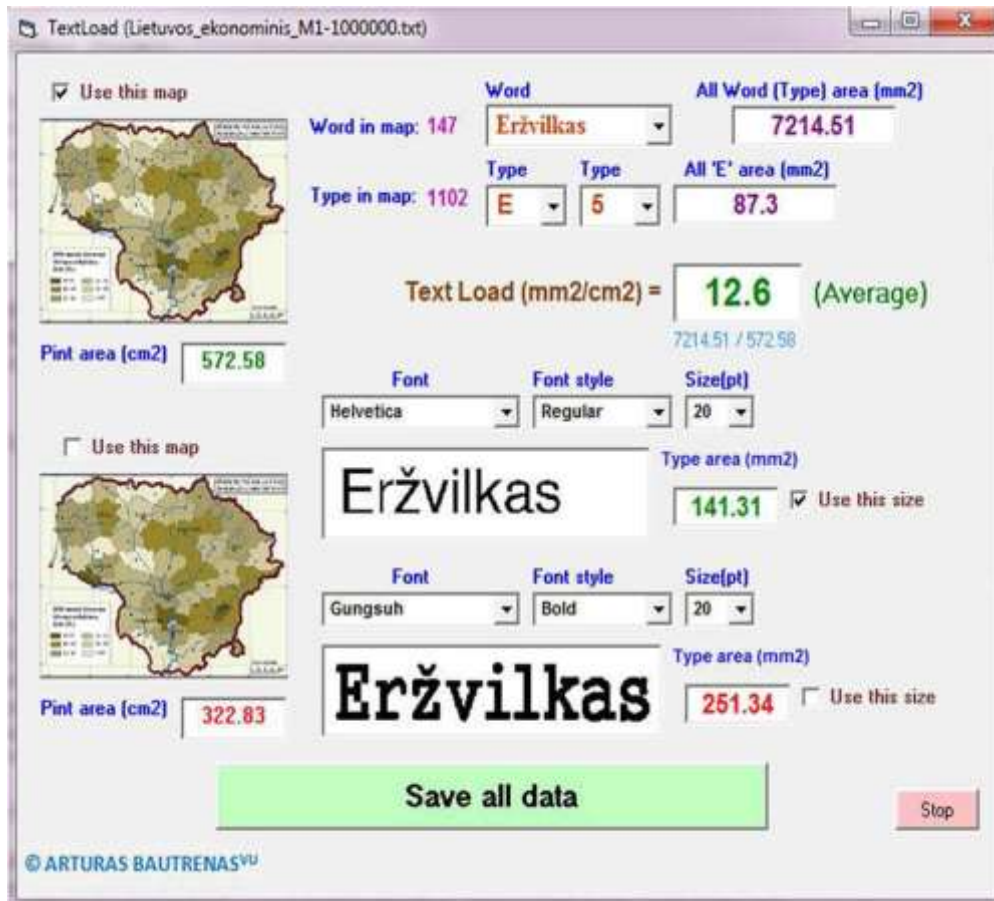 TextLoad (Lietuvos_ekonominis_M1-1000000.txt)
Use this map
Word
All Word (Type) area (mm2)
Word in map: 147
Eržvilkas
7214.51
Type
Type
All 'E' area (mm2)
Type in map: 1102
E
5
87.3
Text Load (mm2/cm2) =
12.6
(Average)
7214.51 / 572.58
Pint area (cm2)
572.58
Font
Font style
Size(pt)
Helvetica
Regular
20
Use this map
Eržvilkas
Type area (mm2)
141.31
Use this size
Font
Font style
Size(pt)
Gungsuh
Bold
20
Eržvilkas
Type area (mm2)
251.34
Use this size
Pint area (cm2)
322.83
Save all data
Stop
© ARTURAS BAUTRENAS VU